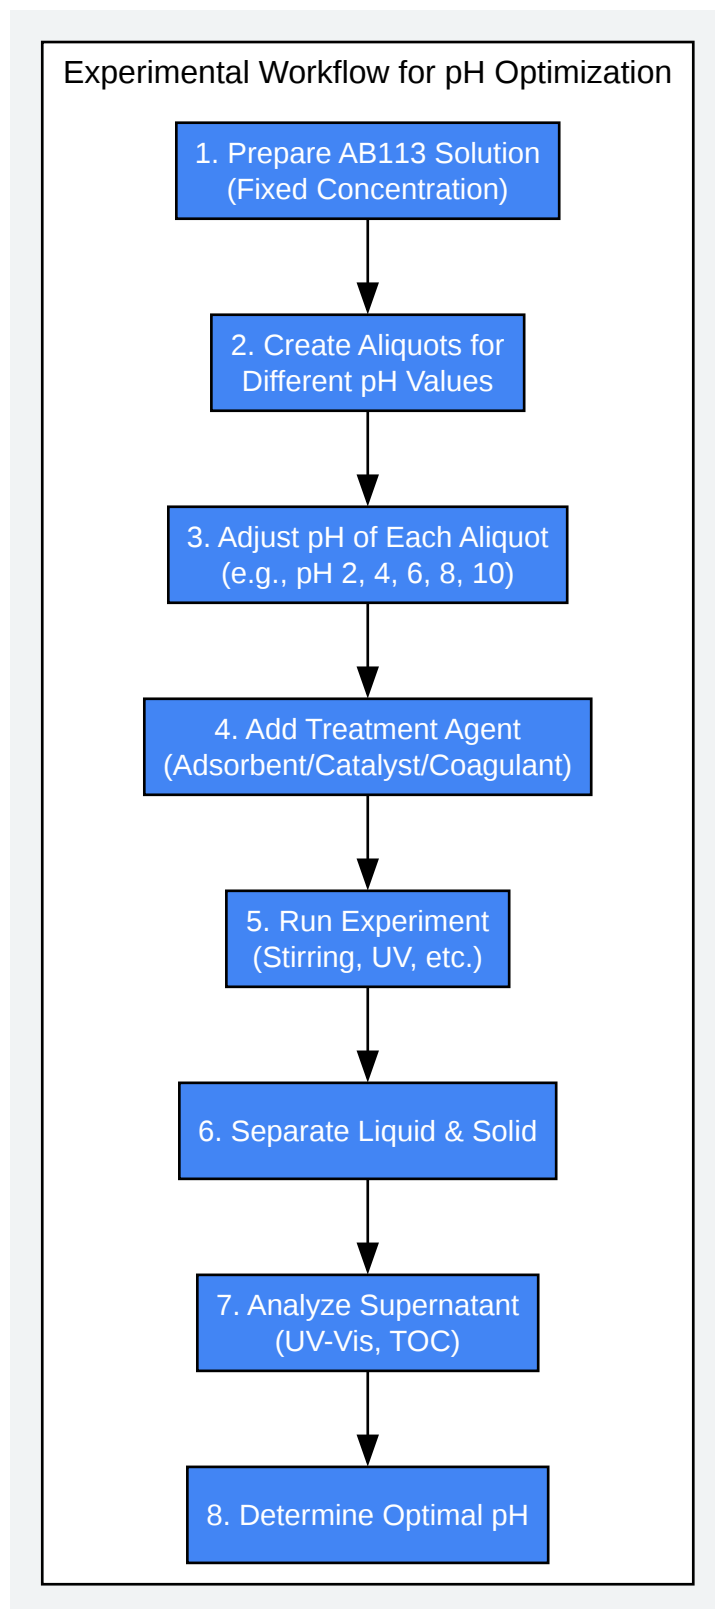 Experimental Workflow for pH Optimization
1. Prepare AB113 Solution
(Fixed Concentration)
2. Create Aliquots for
Different pH Values
3. Adjust pH of Each Aliquot
(e.g., pH 2, 4, 6, 8, 10)
4. Add Treatment Agent
(Adsorbent/Catalyst/Coagulant)
5. Run Experiment
(Stirring, UV, etc.)
6. Separate Liquid & Solid
7. Analyze Supernatant
(UV-Vis, TOC)
8. Determine Optimal pH